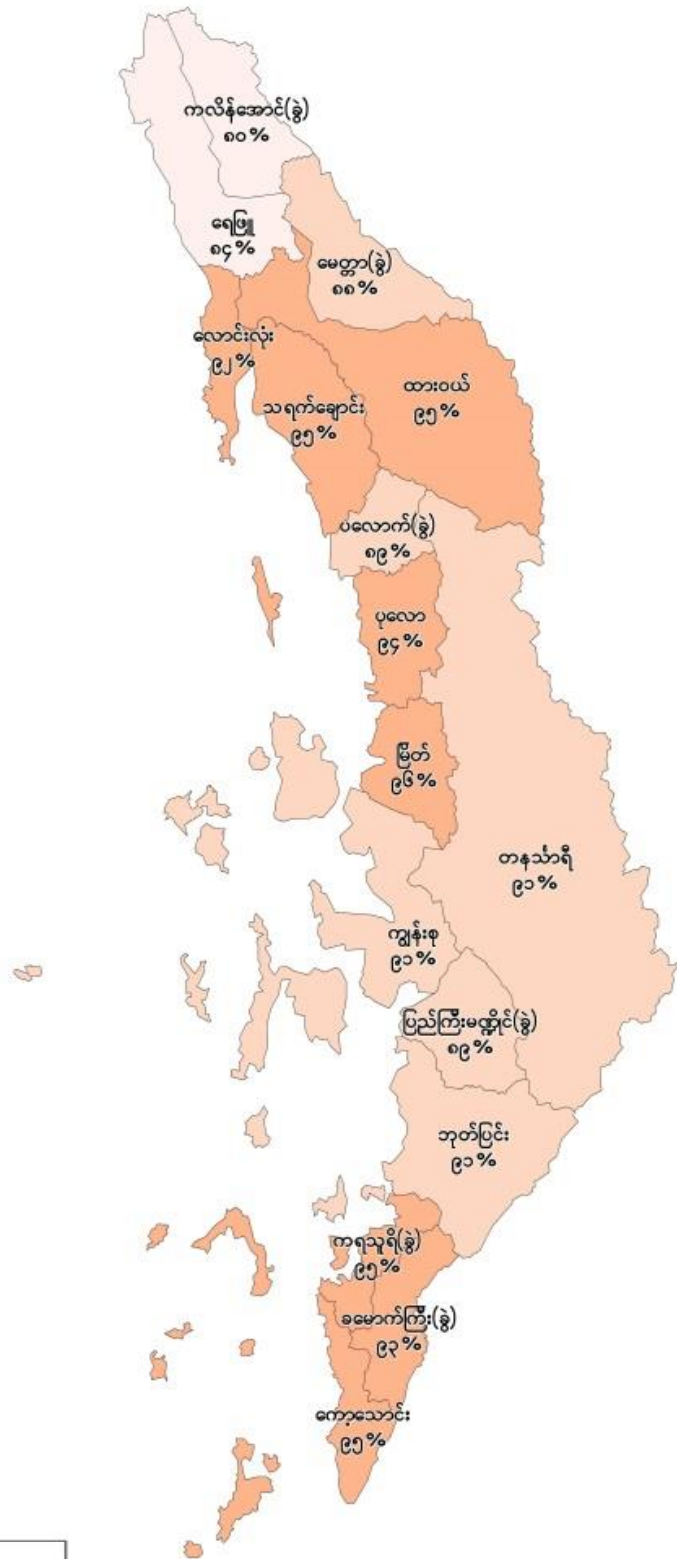 ကလိန်အောင်(ခွဲ)
၈၀%
ရေဖြူ
၈၄%
မေတ္တာ(ခွဲ)
၈၈%
လောင်းလုံး
၉၂%
ထားဝယ်
၉၅%
သရက်ချောင်း
၉၅%
ပလောက်(ခွဲ)
၈၉%
ပုလော
၉၄%
မြိတ်
၉၆%
တနင်္သာရီ
၉၁%
ကျွန်းစု
၉၁%
ပြည်ကြီးမဏ္ဍိုင်(ခွဲ)
၈၉%
ဘုတ်ပြင်း
၉၁%
ကရသူရိ(ခွဲ)
၉၅%
ခမောက်ကြီး(ခွဲ)
၉၃%
ကော့သောင်း
၉၅%